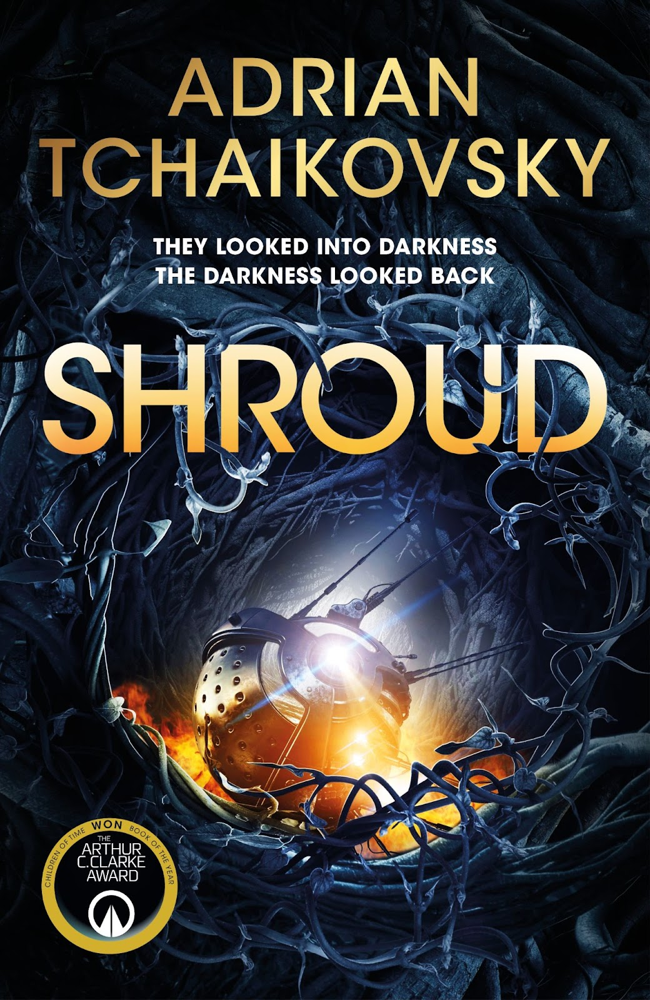 ADRIAN
TCHAIKOVSKY
THEY LOOKED INTO DARKNESS
THE DARKNESS LOOKED BACK
SHROUD
CHILDREN OF TIME WON BOOK OF THE YEAR
THE
ARTHUR
C.CLARKE
AWARD